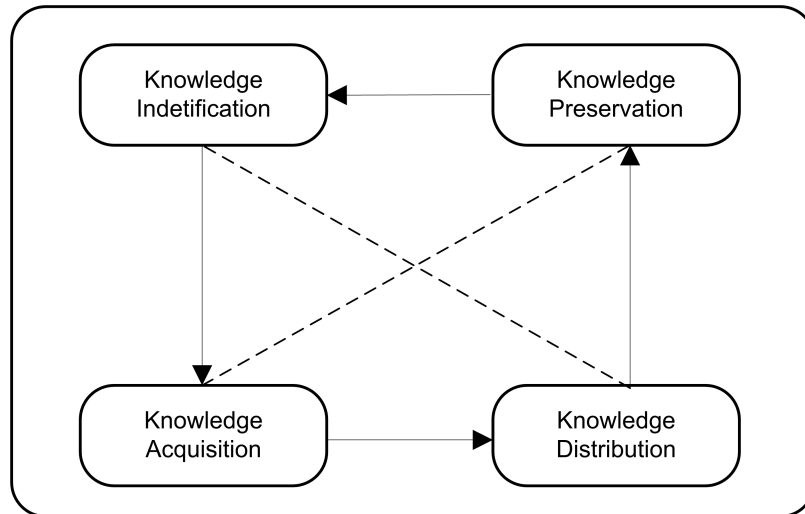 Knowledge
Indetification
Knowledge
Preservation
Knowledge
Acquisition
Knowledge
Distribution